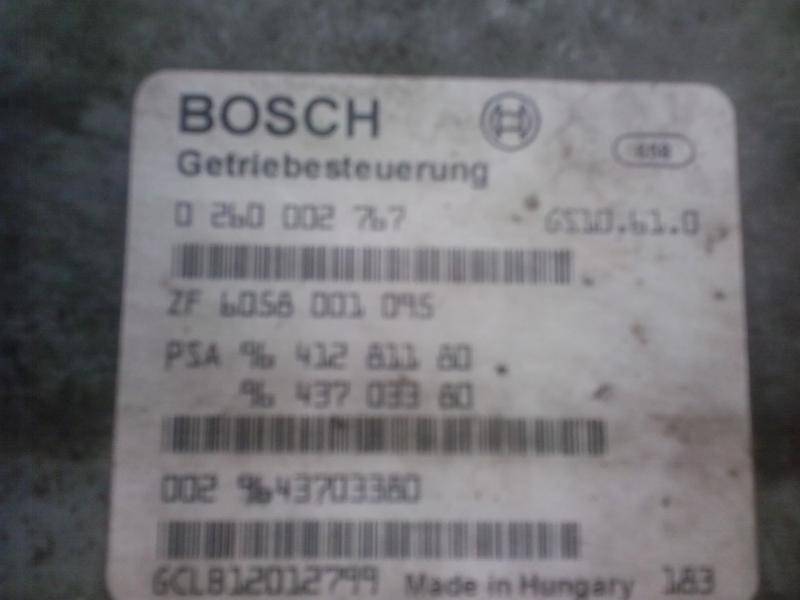 BOSCH
Getriebesteuerung
0 260 002 767 GS10.61.0
ZF 6058 001 095
PSA 96 412 811 80
96 437 033 80
002 9643703380
GCLB12012799 Made in Hungary 183